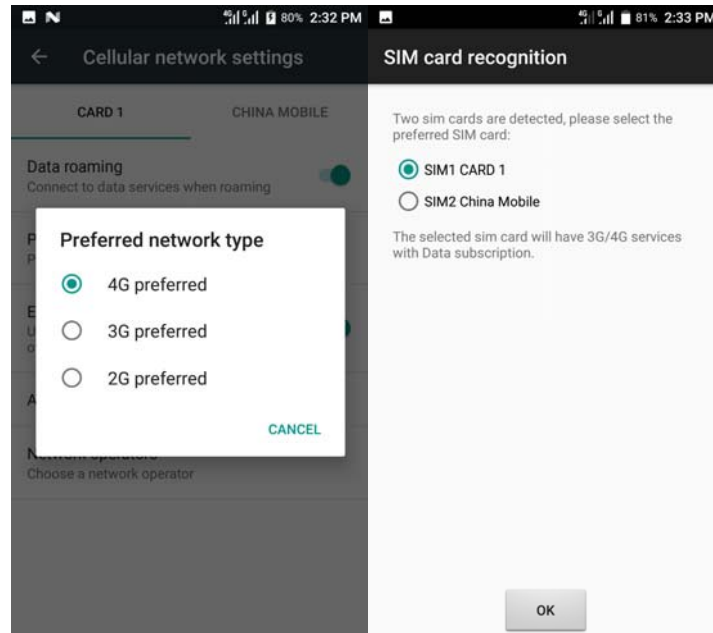 80% 2:32 PM
Cellular network settings
CARD 1
CHINA MOBILE
Data roaming
Connect to data services when roaming
Preferred network type
4G preferred
3G preferred
2G preferred
CANCEL
Network operators
Choose a network operator
4G 81% 2:33 PM
SIM card recognition
Two sim cards are detected, please select the
preferred SIM card:
SIM1 CARD 1
SIM2 China Mobile
The selected sim card will have 3G/4G services
with Data subscription.
OK